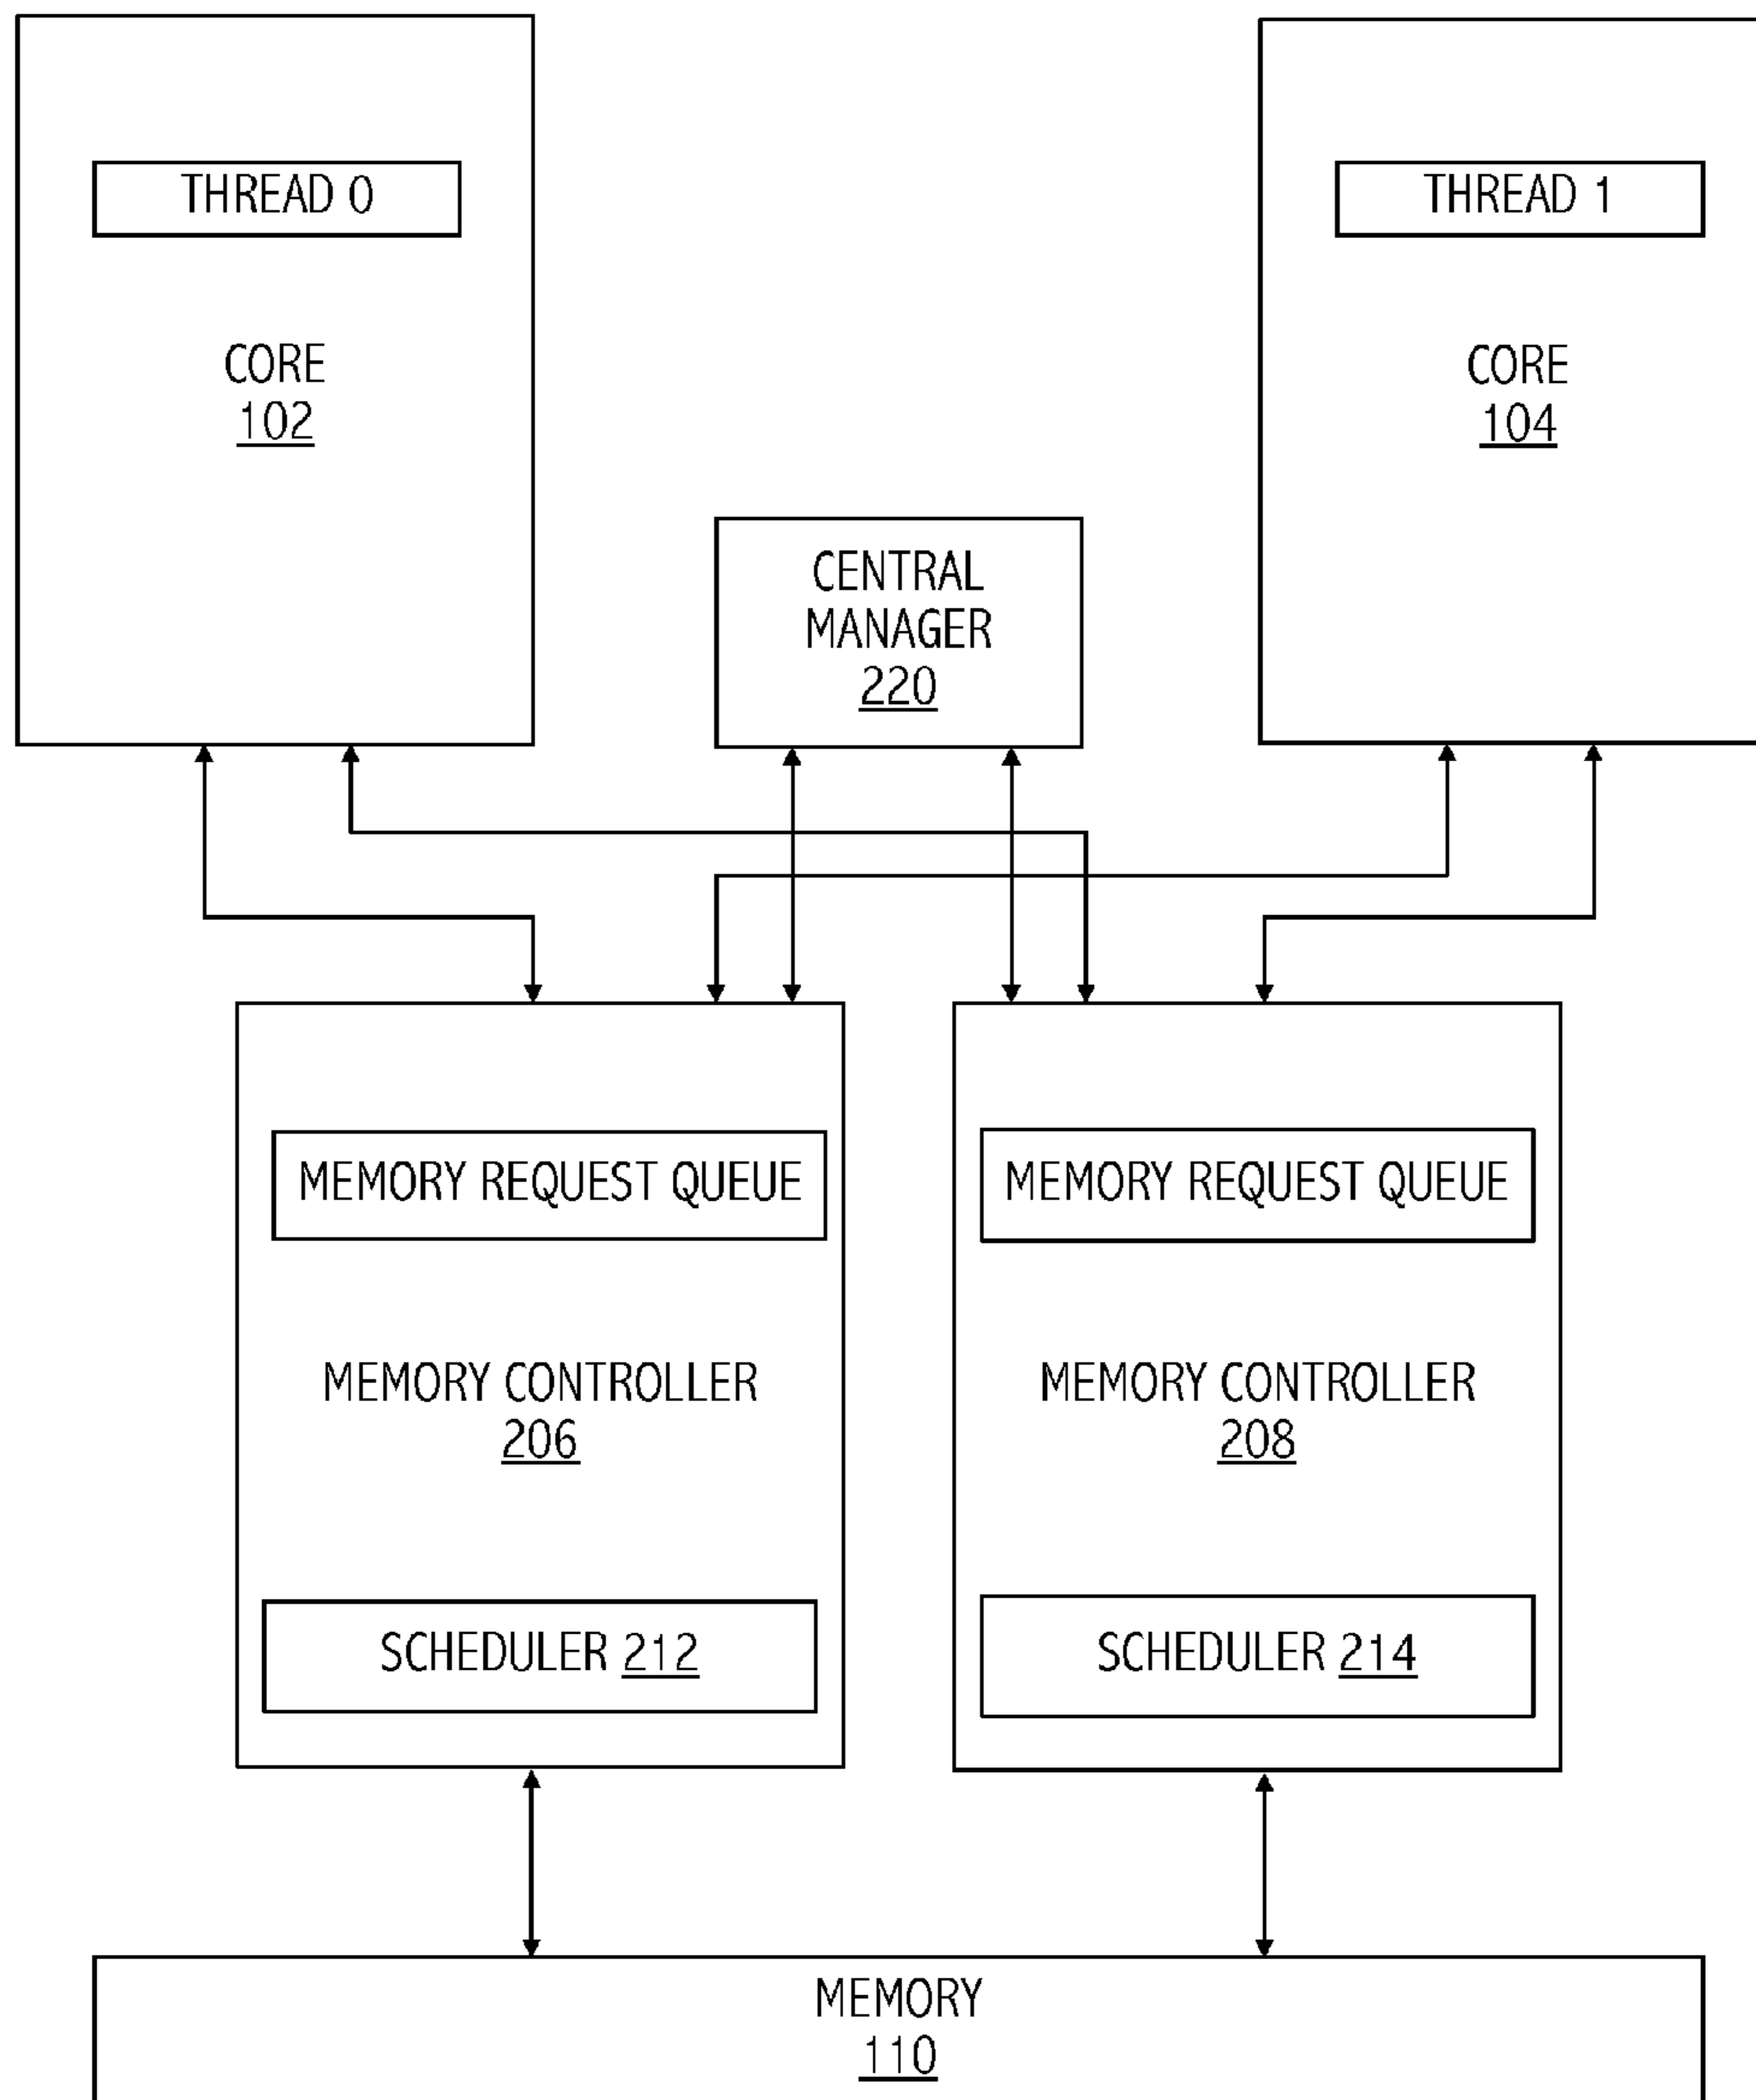 THREAD 0
CORE
102
THREAD 1
CORE
104
CENTRAL
MANAGER
220
MEMORY REQUEST QUEUE
MEMORY CONTROLLER
206
SCHEDULER 212
MEMORY REQUEST QUEUE
MEMORY CONTROLLER
208
SCHEDULER 214
MEMORY
110